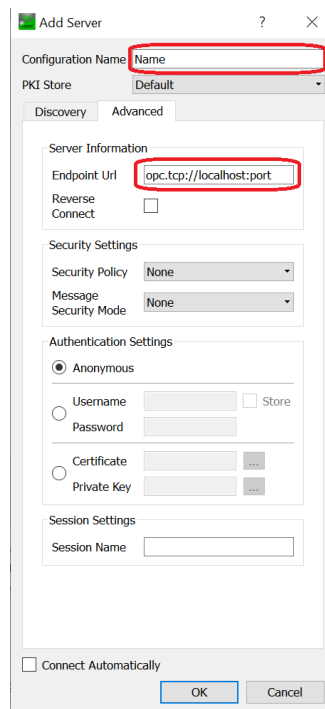 Add Server ?
Configuration Name Name
PKI Store Default
Discovery Advanced
Server Information
Endpoint Url opc.tcp://localhost:port
Reverse
Connect
Security Settings
Security Policy None
Message
Security Mode None
Authentication Settings
Anonymous
Username Store
Password
Certificate ...
Private Key ...
Session Settings
Session Name
Connect Automatically
OK Cancel